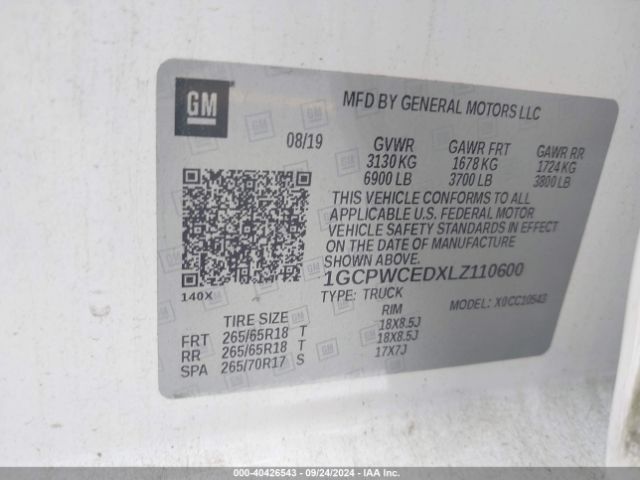 GM
MFD BY GENERAL MOTORS LLC
08/19 GVWR GAWR FRT GAWR RR
3130 KG 1678 KG 1724 KG
6900 LB 3700 LB 3800 LB
THIS VEHICLE CONFORMS TO ALL
APPLICABLE U.S. FEDERAL MOTOR
VEHICLE SAFETY STANDARDS IN EFFECT
ON THE DATE OF MANUFACTURE
SHOWN ABOVE.
1GCPWCEDXLZ110600
140X
TYPE: TRUCK MODEL: X0CC10543
TIRE SIZE RIM
FRT 265/65R18 T 18X8.5J
RR 265/65R18 T 18X8.5J
SPA 265/70R17 S 17X7J
000-40426543 - 09/24/2024 - IAA Inc.